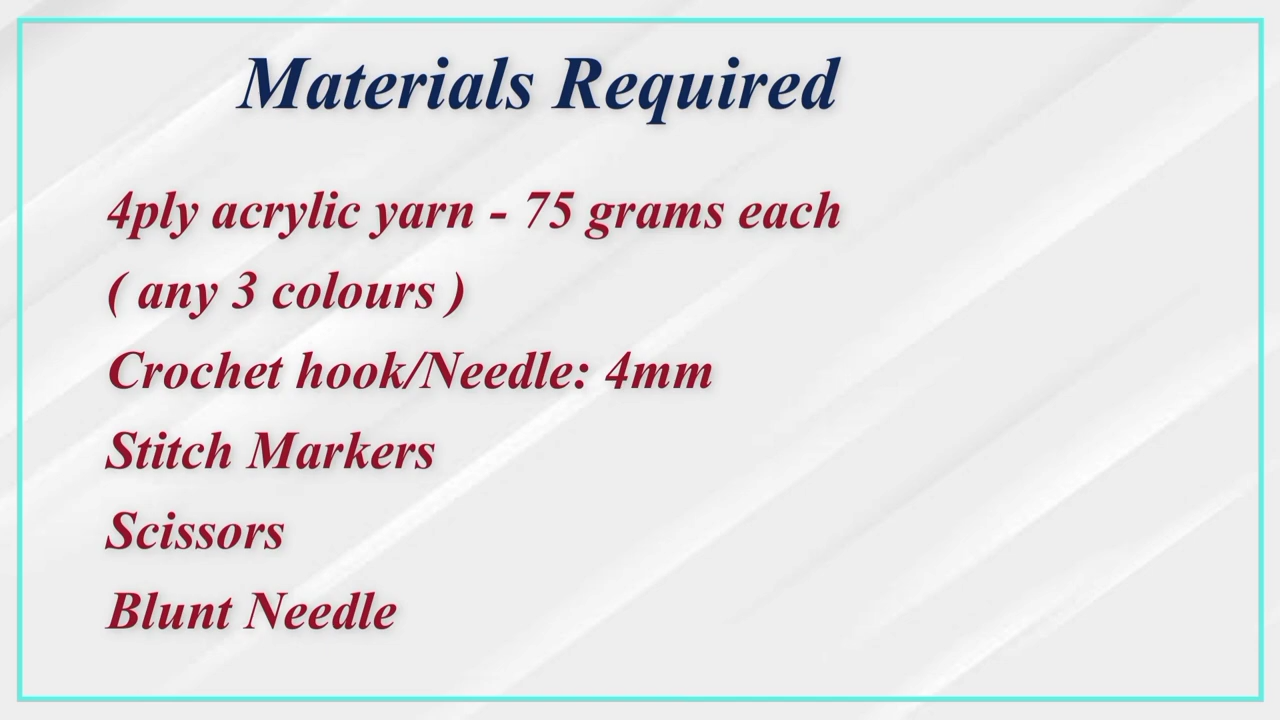 Materials Required
4ply acrylic yarn - 75 grams each
( any 3 colours )
Crochet hook/Needle: 4mm
Stitch Markers
Scissors
Blunt Needle